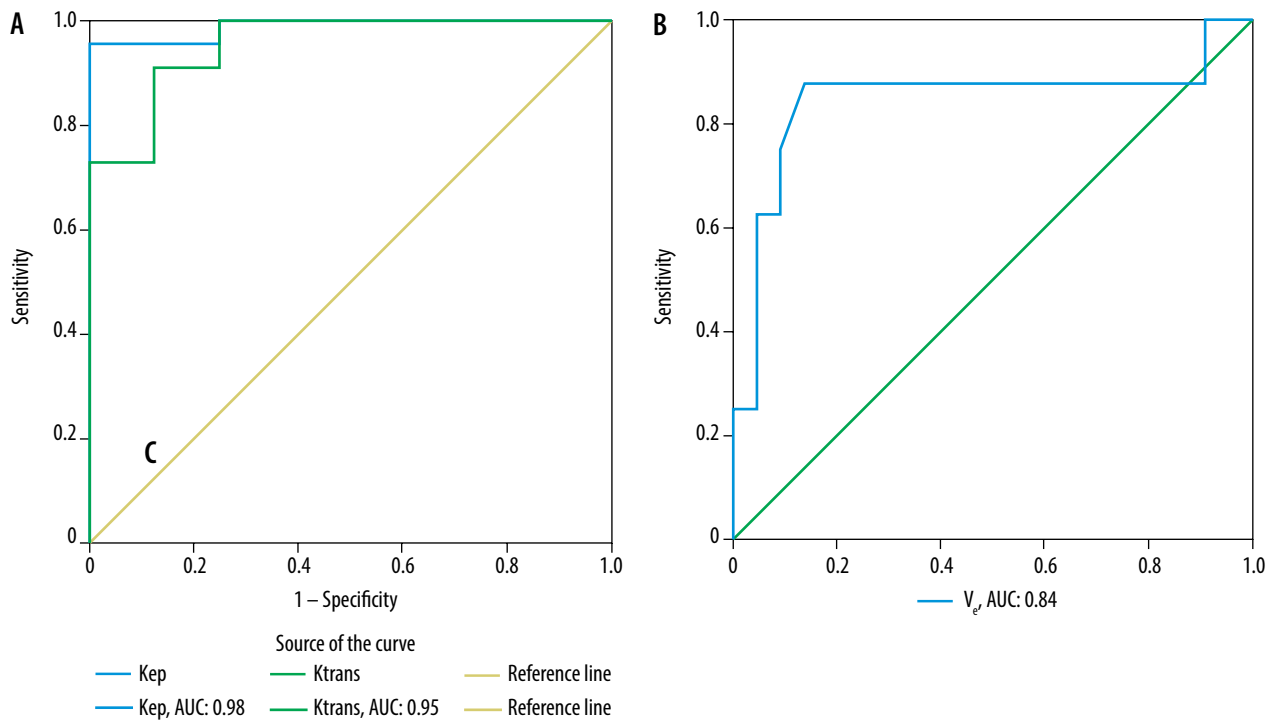 A
1.0
0.8
0.6
0.4
0.2
0
Sensitivity
C
0 0.2 0.4 0.6 0.8 1.0
1 – Specificity
Source of the curve
Kep Ktrans Reference line
Kep, AUC: 0.98 Ktrans, AUC: 0.95 Reference line
B
1.0
0.8
0.6
0.4
0.2
0
Sensitivity
0 0.2 0.4 0.6 0.8 1.0
Ve, AUC: 0.84